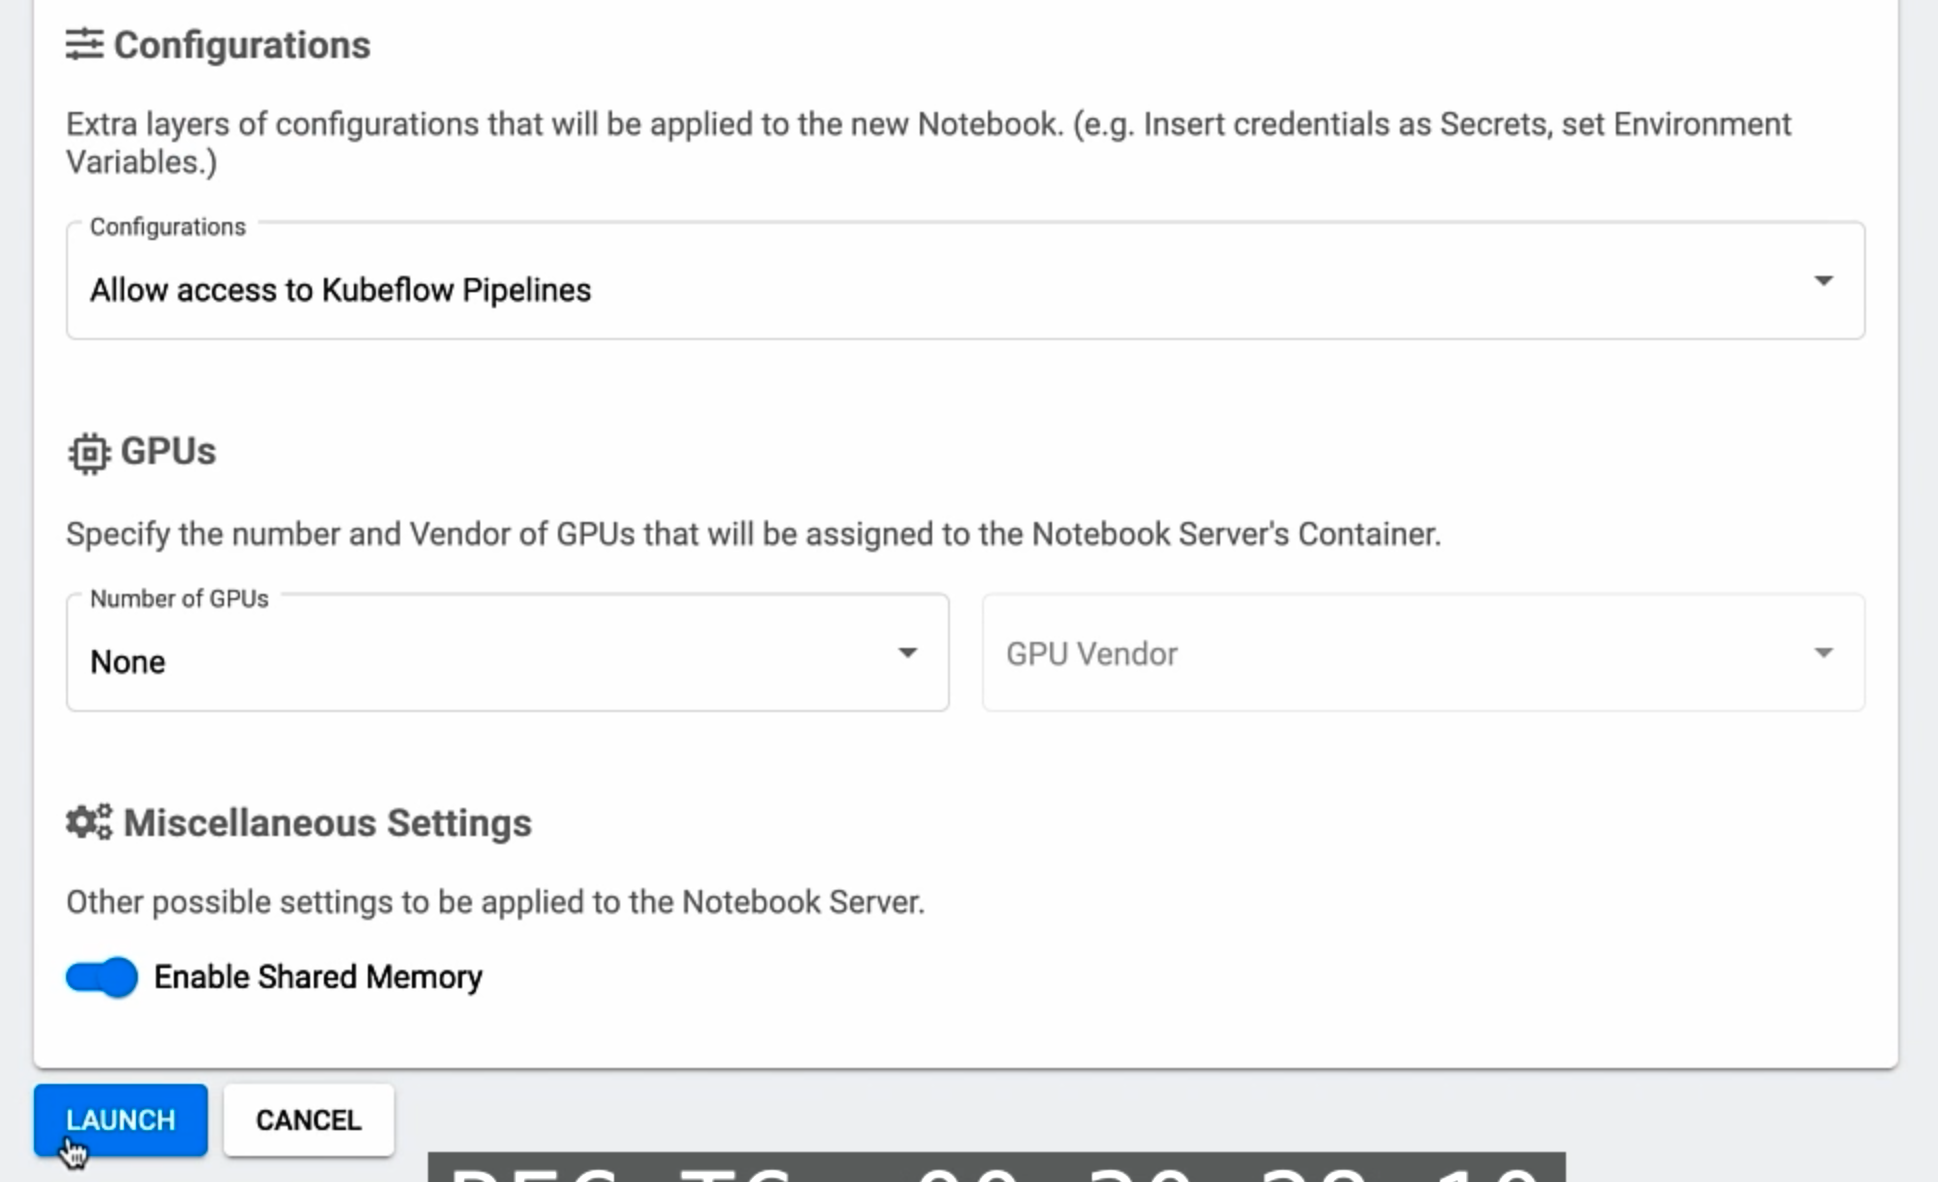 Configurations
Extra layers of configurations that will be applied to the new Notebook. (e.g. Insert credentials as Secrets, set Environment
Variables.)
Configurations
Allow access to Kubeflow Pipelines
GPUs
Specify the number and Vendor of GPUs that will be assigned to the Notebook Server's Container.
Number of GPUs
None
GPU Vendor
Miscellaneous Settings
Other possible settings to be applied to the Notebook Server.
Enable Shared Memory
LAUNCH
CANCEL